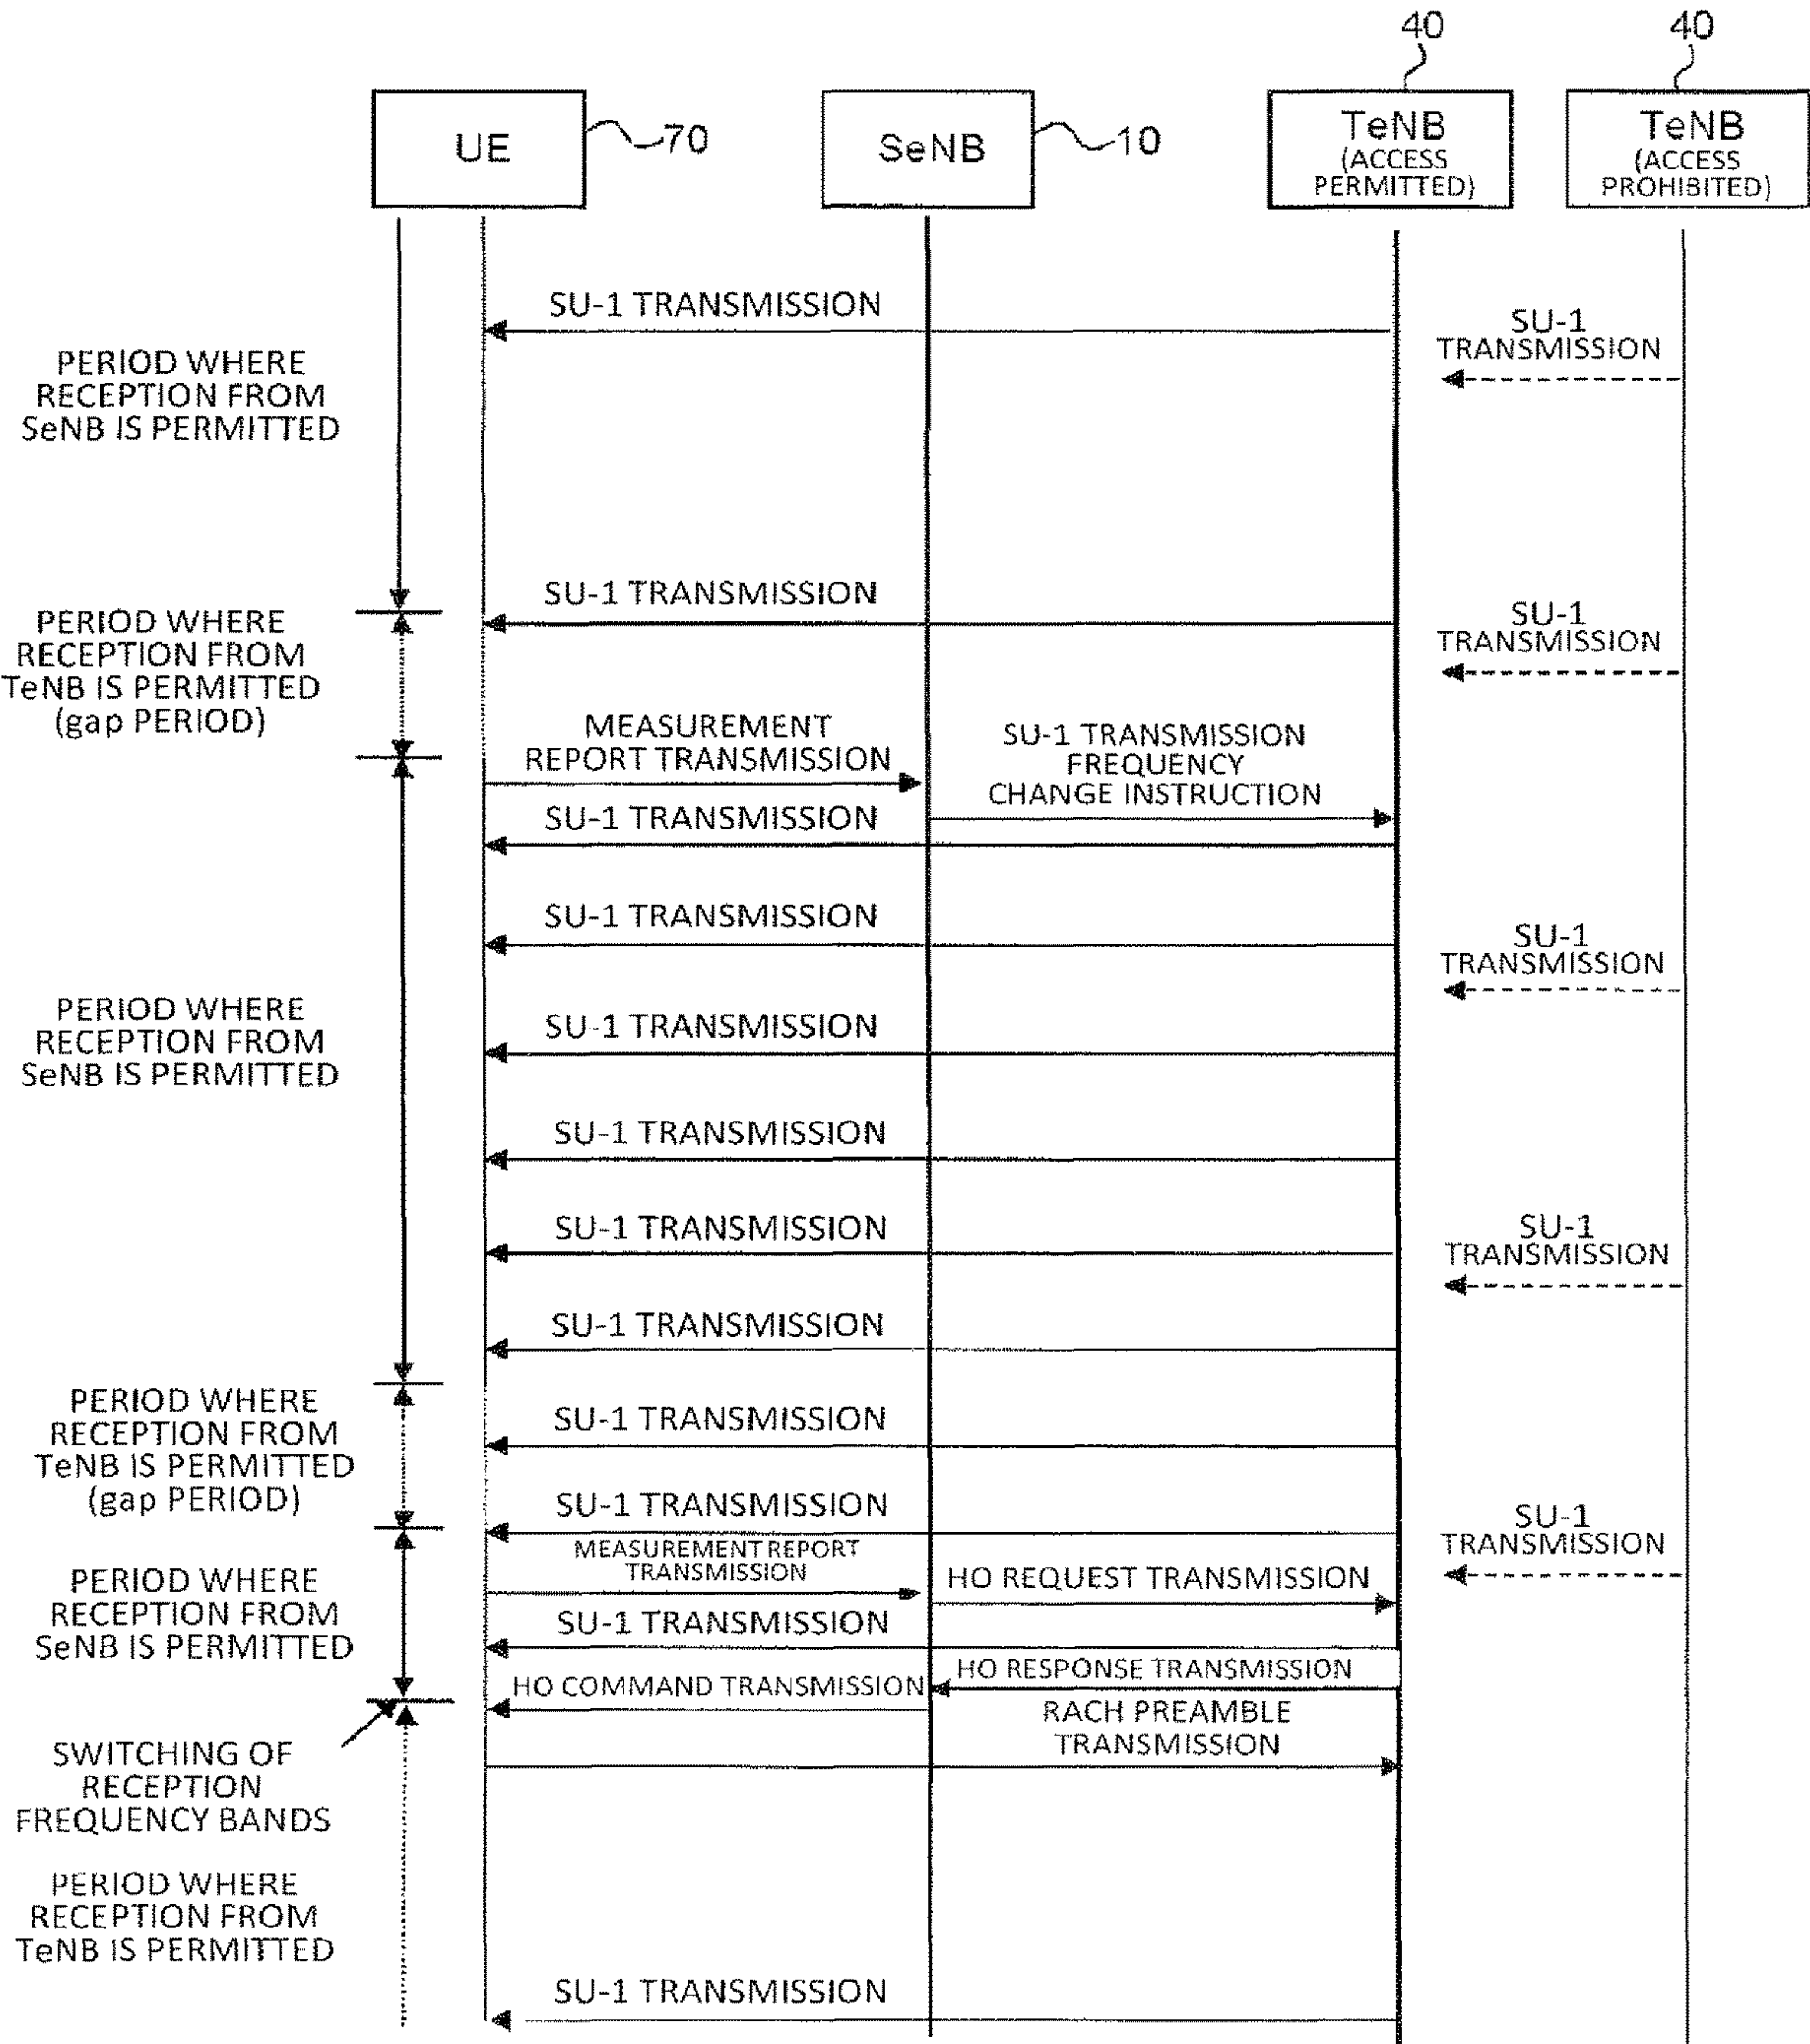 40
40
UE
70
SeNB
10
TeNB
(ACCESS
PERMITTED)
TeNB
(ACCESS
PROHIBITED)
SU-1 TRANSMISSION
SU-1
TRANSMISSION
PERIOD WHERE
RECEPTION FROM
SeNB IS PERMITTED
SU-1 TRANSMISSION
SU-1
TRANSMISSION
PERIOD WHERE
RECEPTION FROM
TeNB IS PERMITTED
(gap PERIOD)
MEASUREMENT
REPORT TRANSMISSION
SU-1 TRANSMISSION
FREQUENCY
CHANGE INSTRUCTION
SU-1 TRANSMISSION
SU-1 TRANSMISSION
SU-1
TRANSMISSION
PERIOD WHERE
RECEPTION FROM
SeNB IS PERMITTED
SU-1 TRANSMISSION
SU-1 TRANSMISSION
SU-1 TRANSMISSION
SU-1
TRANSMISSION
SU-1 TRANSMISSION
PERIOD WHERE
RECEPTION FROM
TeNB IS PERMITTED
(gap PERIOD)
SU-1 TRANSMISSION
SU-1 TRANSMISSION
SU-1
TRANSMISSION
MEASUREMENT REPORT
TRANSMISSION
HO REQUEST TRANSMISSION
PERIOD WHERE
RECEPTION FROM
SeNB IS PERMITTED
SU-1 TRANSMISSION
HO RESPONSE TRANSMISSION
HO COMMAND TRANSMISSION
RACH PREAMBLE
TRANSMISSION
SWITCHING OF
RECEPTION
FREQUENCY BANDS
PERIOD WHERE
RECEPTION FROM
TeNB IS PERMITTED
SU-1 TRANSMISSION